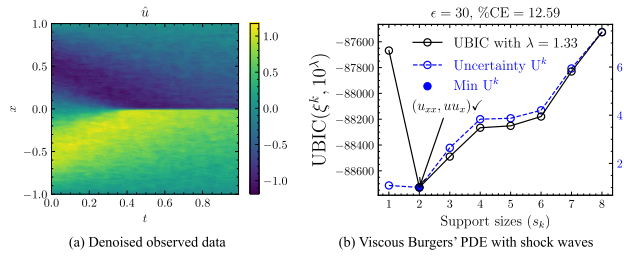 û
1.0
0.5
0.0
−0.5
−1.0
x
0.0 0.2 0.4 0.6 0.8
t
1.0
0.5
0.0
−0.5
−1.0
(a) Denoised observed data
ϵ = 30, %CE = 12.59
UBIC with λ = 1.33
Uncertainty U^k
Min U^k
(u_xx, uu_x)✓
UBIC(ξ^k, 10^λ)
−87600
−87800
−88000
−88200
−88400
−88600
1 2 3 4 5 6 7 8
Support sizes (s_k)
6
4
2
(b) Viscous Burgers' PDE with shock waves